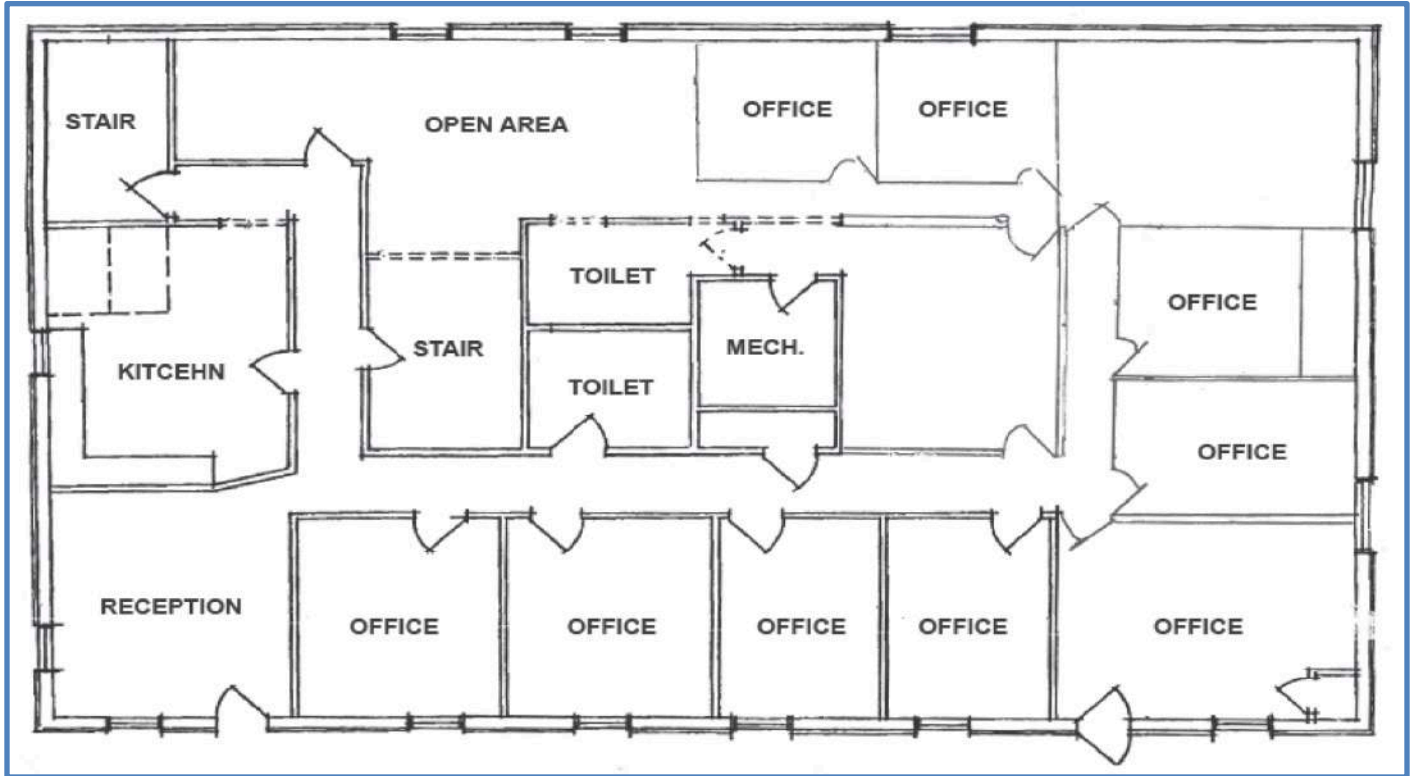 OFFICE
OFFICE
STAIR
OPEN AREA
TOILET
OFFICE
STAIR
MECH.
KITCEHN
TOILET
OFFICE
RECEPTION
OFFICE
OFFICE
OFFICE
OFFICE
OFFICE